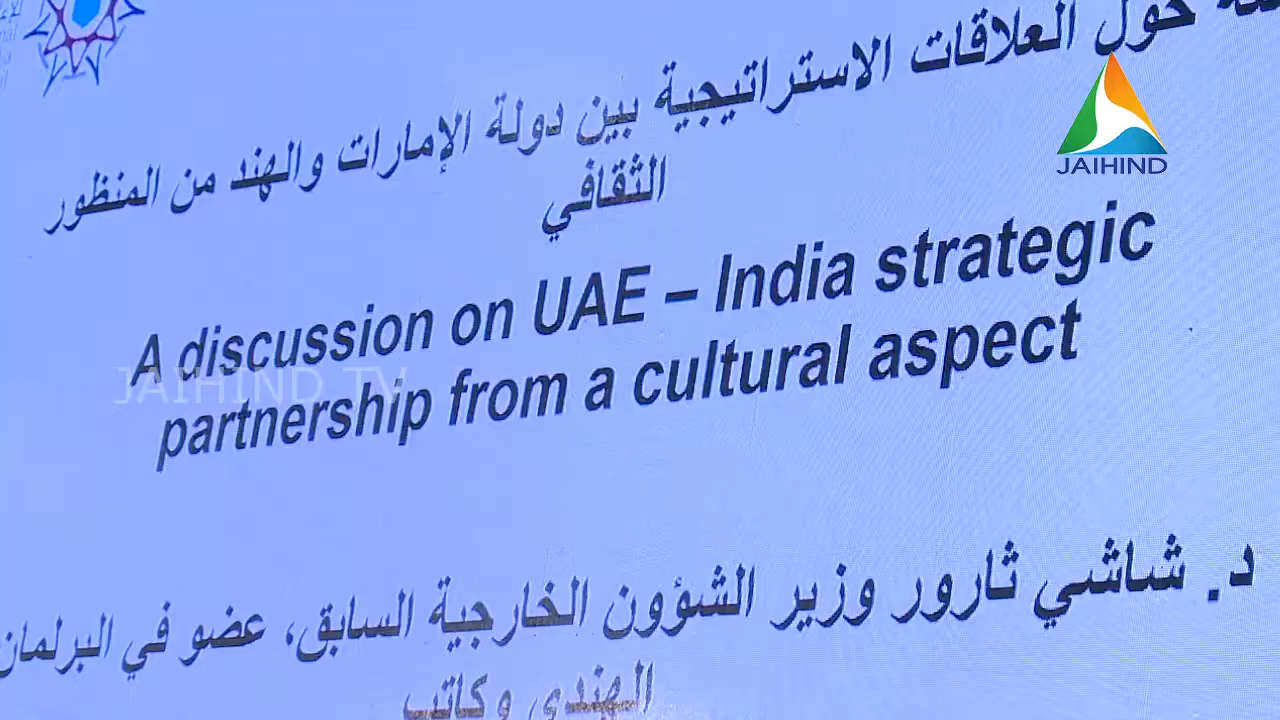 حول العلاقات الاستراتيجية بين دولة الإمارات والهند من المنظور
الثقافي
JAIHIND
A discussion on UAE – India strategic
partnership from a cultural aspect
JAIHIND TV
د. شاشي ثارور وزير الشؤون الخارجية السابق، عضو في البرلمان
الهندي وكاتب